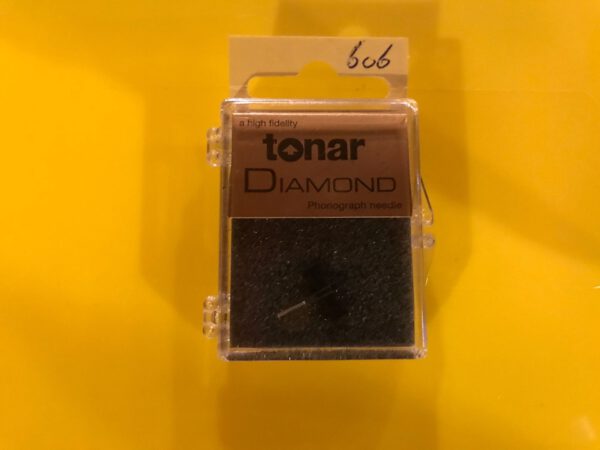 606
a high fidelity
tonar
DIAMOND
Phonograph needle